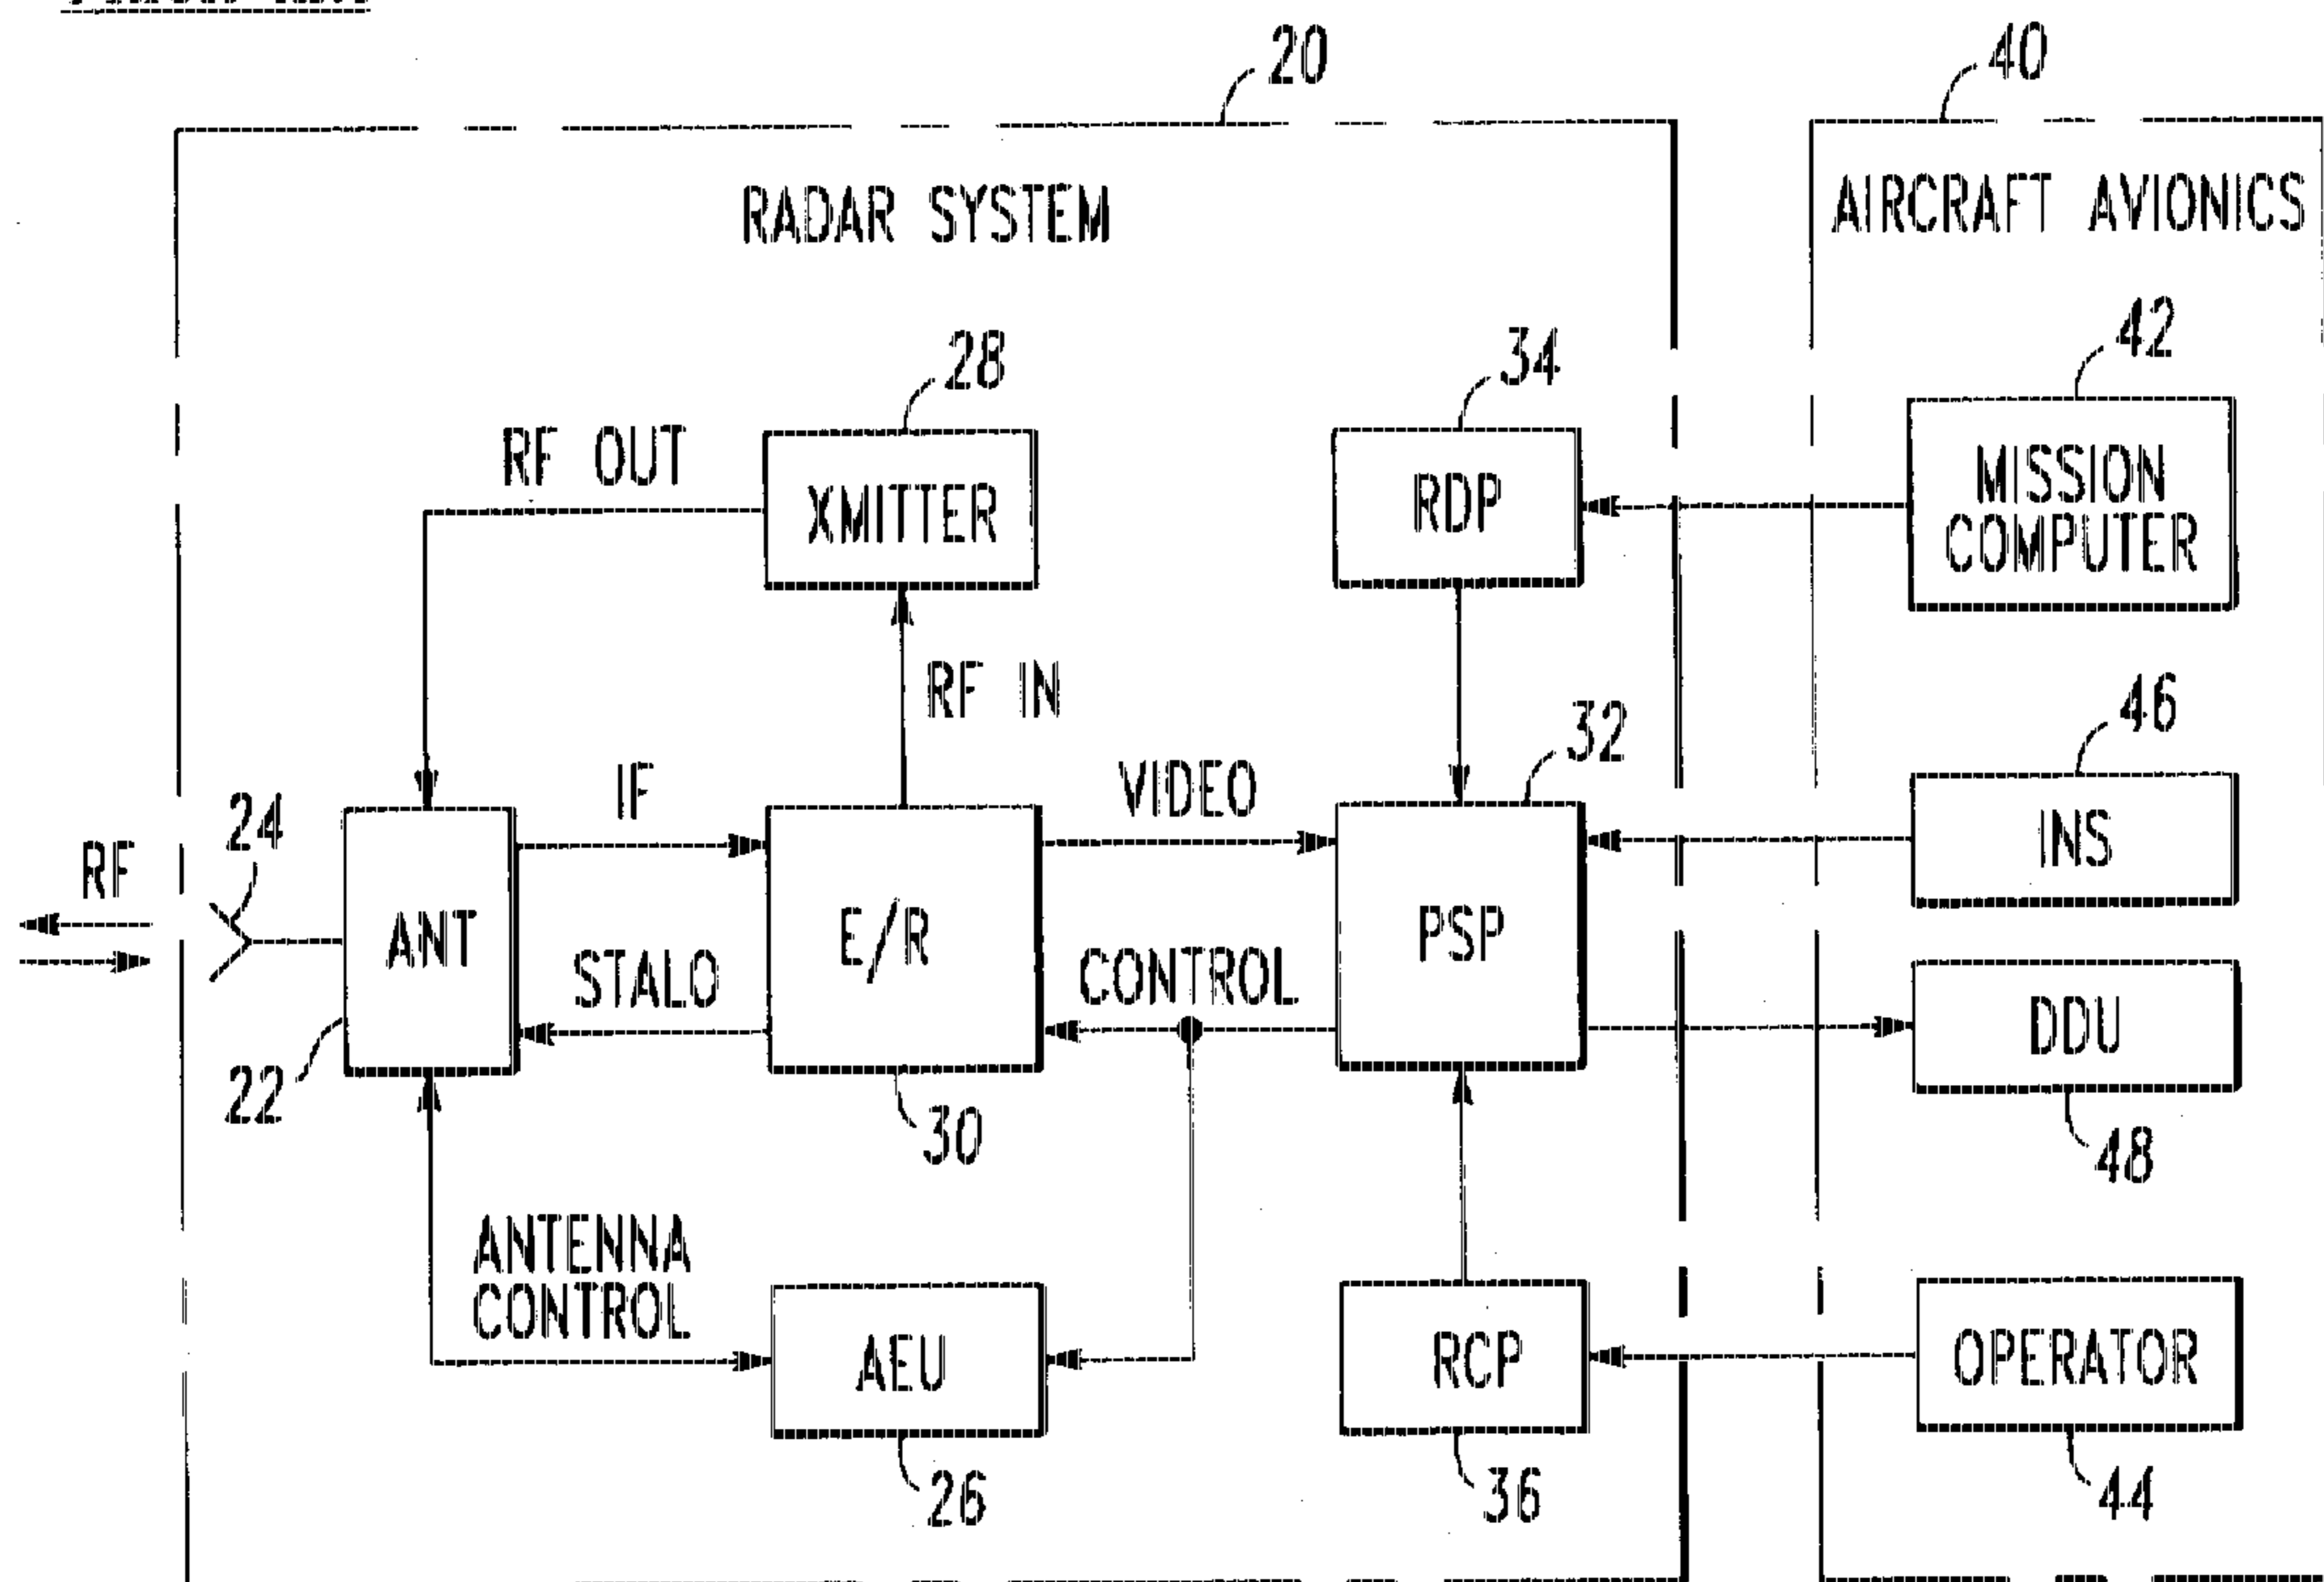 20
40
RADAR SYSTEM
AIRCRAFT AVIONICS
28
34
42
RF OUT
XMITTER
RDP
MISSION
COMPUTER
RF IN
32
46
24
IF
VIDEO
INS
RF
ANT
E/R
PSP
STALO
CONTROL
DDU
22
30
48
ANTENNA
CONTROL
AEU
RCP
OPERATOR
26
36
44